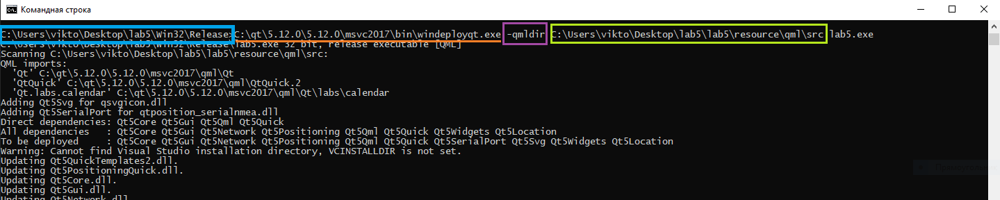 Командная строка
C:\Users\vikto\Desktop\lab5\Win32\Release>C:\qt\5.12.0\5.12.0\msvc2017\bin\windeployqt.exe -qmldir C:\Users\vikto\Desktop\lab5\lab5\resource\qml\src lab5.exe
C:\Users\vikto\Desktop\lab5\Win32\Release\lab5.exe 32 bit, release executable [QML]
Scanning C:\Users\vikto\Desktop\lab5\lab5\resource\qml\src:
QML imports:
'Qt' C:\qt\5.12.0\5.12.0\msvc2017\qml\Qt
'QtQuick' C:\qt\5.12.0\5.12.0\msvc2017\qml\QtQuick.2
'Qt.labs.calendar' C:\qt\5.12.0\5.12.0\msvc2017\qml\Qt\labs\calendar
Adding Qt5Svg for qsvgicon.dll
Adding Qt5SerialPort for qtposition_serialnmea.dll
Direct dependencies: Qt5Core Qt5Gui Qt5Qml Qt5Quick
All dependencies   : Qt5Core Qt5Gui Qt5Network Qt5Positioning Qt5Qml Qt5Quick Qt5Widgets Qt5Location
To be deployed     : Qt5Core Qt5Gui Qt5Network Qt5Positioning Qt5Qml Qt5Quick Qt5SerialPort Qt5Svg Qt5Widgets Qt5Location
Warning: Cannot find Visual Studio installation directory, VCINSTALLDIR is not set.
Updating Qt5QuickTemplates2.dll.
Updating Qt5PositioningQuick.dll.
Updating Qt5Core.dll.
Updating Qt5Gui.dll.
Updating Qt5Network.dll.